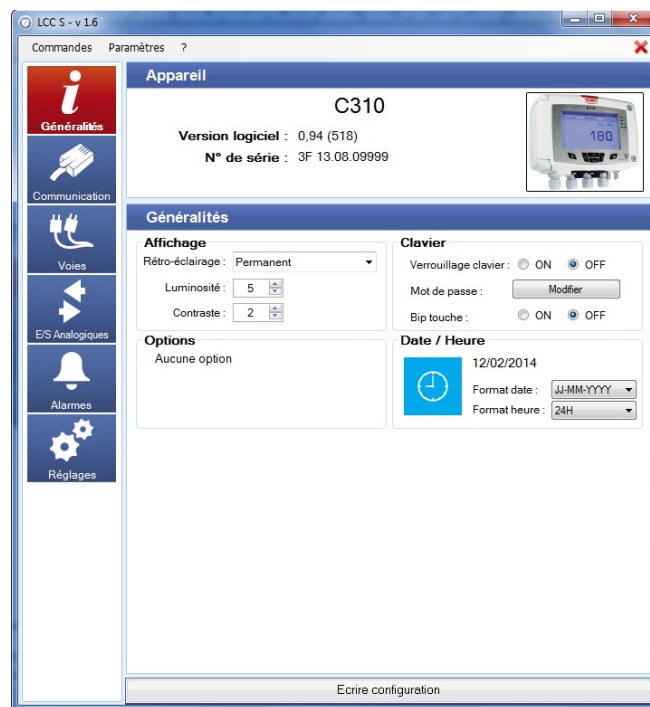 LCC S - v 1.6
Commandes Paramètres ?
Généralités
Communication
Voies
E/S Analogiques
Alarmes
Réglages
Appareil
C310
Version logiciel : 0,94 (518)
N° de série : 3F 13.08.09999
180
Généralités
Affichage
Rétro-éclairage : Permanent
Luminosité : 5
Contraste : 2
Clavier
Verrouillage clavier : ON OFF
Mot de passe : Modifier
Bip touche : ON OFF
Options
Aucune option
Date / Heure
12/02/2014
Format date : JJ-MM-YYYY
Format heure : 24H
Ecrire configuration